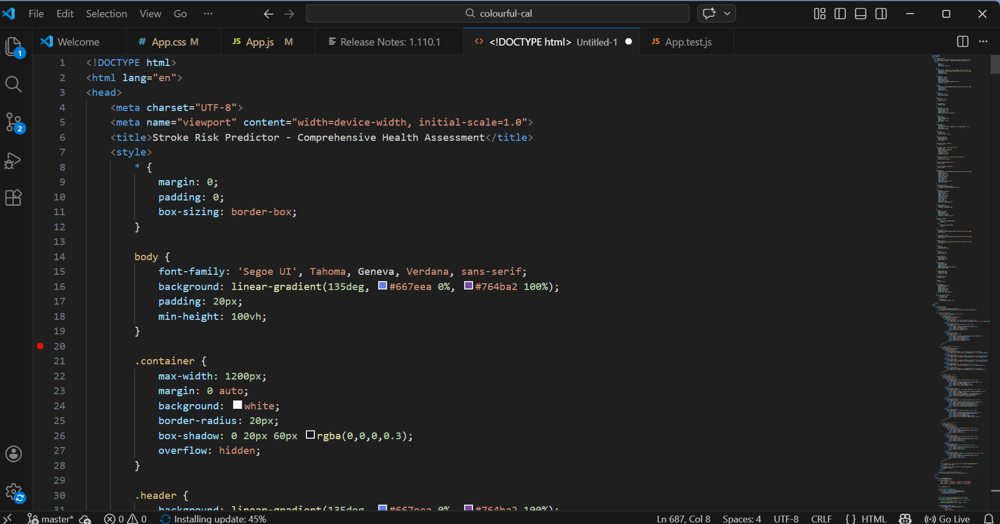 File Edit Selection View Go ··· colourful-cal
Welcome # App.css M JS App.js M Release Notes: 1.110.1 <> <!DOCTYPE html> Untitled-1 JS App.test.js ···
1 <!DOCTYPE html>
2 <html lang="en">
3 <head>
4 <meta charset="UTF-8">
5 <meta name="viewport" content="width=device-width, initial-scale=1.0">
6 <title>Stroke Risk Predictor - Comprehensive Health Assessment</title>
7 <style>
8 * {
9 margin: 0;
10 padding: 0;
11 box-sizing: border-box;
12 }
13
14 body {
15 font-family: 'Segoe UI', Tahoma, Geneva, Verdana, sans-serif;
16 background: linear-gradient(135deg, #667eea 0%, #764ba2 100%);
17 padding: 20px;
18 min-height: 100vh;
19 }
20
21 .container {
22 max-width: 1200px;
23 margin: 0 auto;
24 background: white;
25 border-radius: 20px;
26 box-shadow: 0 20px 60px rgba(0,0,0,0.3);
27 overflow: hidden;
28 }
29
30 .header {
31 background: linear-gradient(135deg, #667eea 0%, #764ba2 100%);
1
2
master* 0 0 Installing update: 45% Ln 687, Col 8 Spaces: 4 UTF-8 CRLF {} HTML Go Live